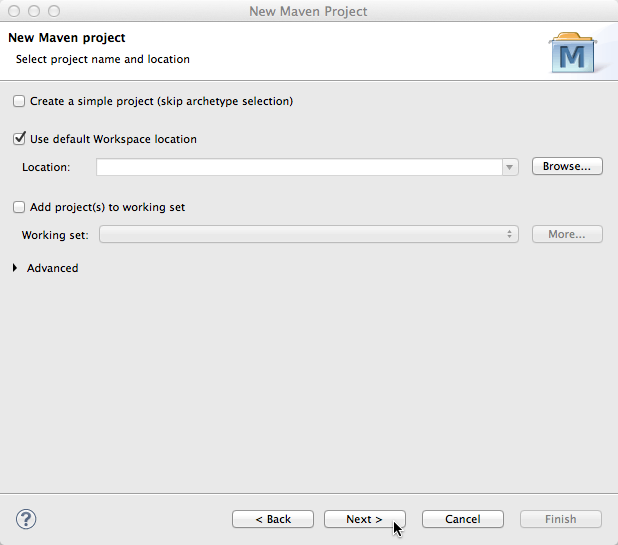 New Maven Project
New Maven project
Select project name and location
M
Create a simple project (skip archetype selection)
Use default Workspace location
Location:
Browse...
Add project(s) to working set
Working set:
More...
Advanced
?
< Back
Next >
Cancel
Finish